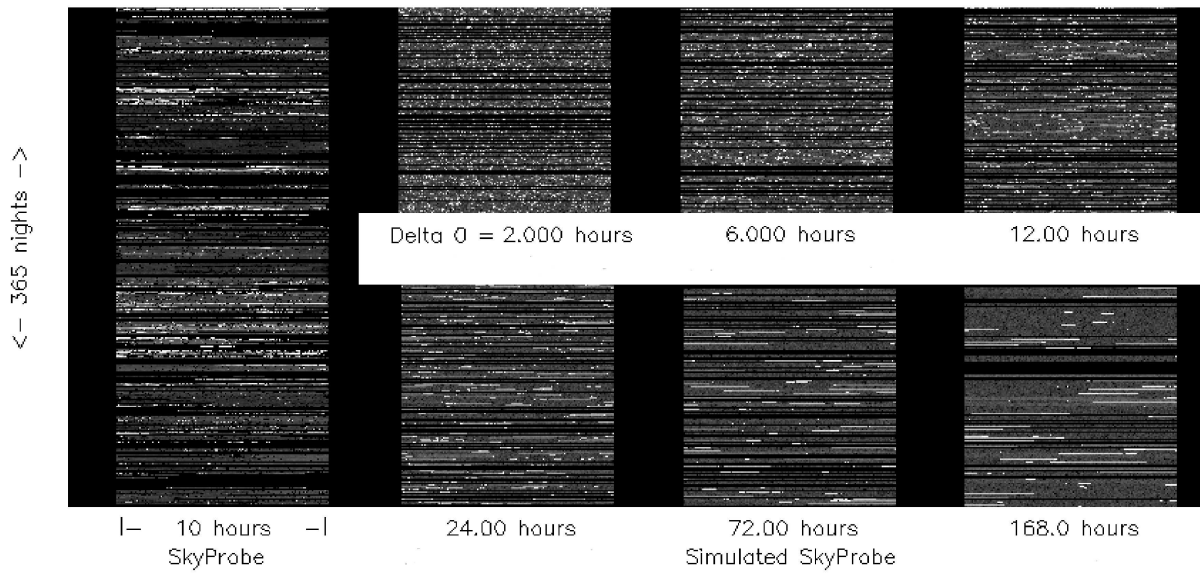 <— 365 nights —>
Delta 0 = 2.000 hours
6.000 hours
12.00 hours
|— 10 hours —|
24.00 hours
72.00 hours
168.0 hours
SkyProbe
Simulated SkyProbe